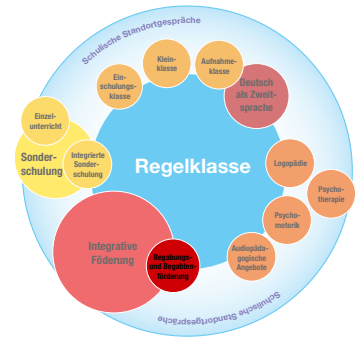 Schulische Standortgespräche
Klein-
klasse
Aufnahme-
klasse
Ein-
schulungs-
klasse
Deutsch
als Zweit-
sprache
Einzel-
unterricht
Sonder-
schulung
Integrierte
Sonder-
schulung
Regelklasse
Logopädie
Psycho-
therapie
Psycho-
motorik
Audiopäda-
gogische
Angebote
Integrative
Föderung
Begabungs-
und Begabten-
förderung
Schulische Standortgespräche